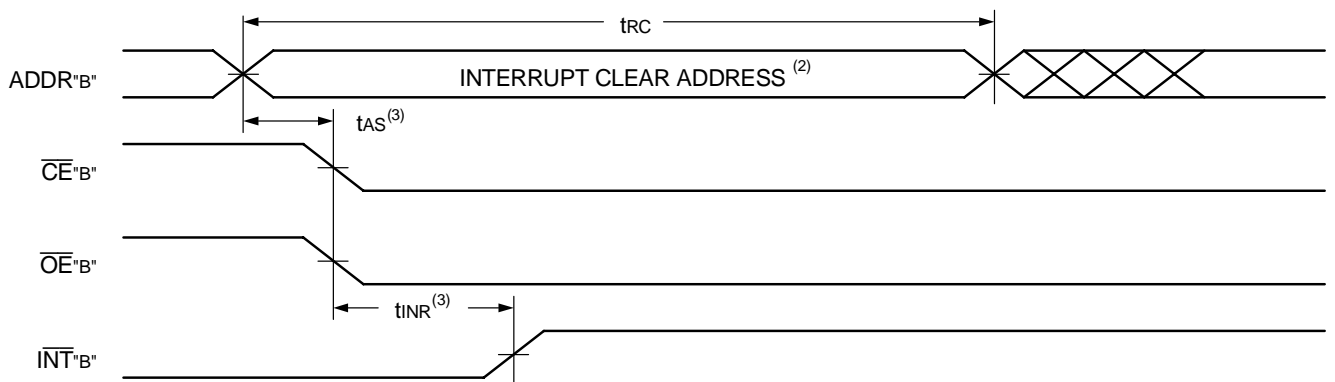 tRC
ADDR"B"
INTERRUPT CLEAR ADDRESS (2)
tAS(3)
CE"B"
OE"B"
tINR(3)
INT"B"